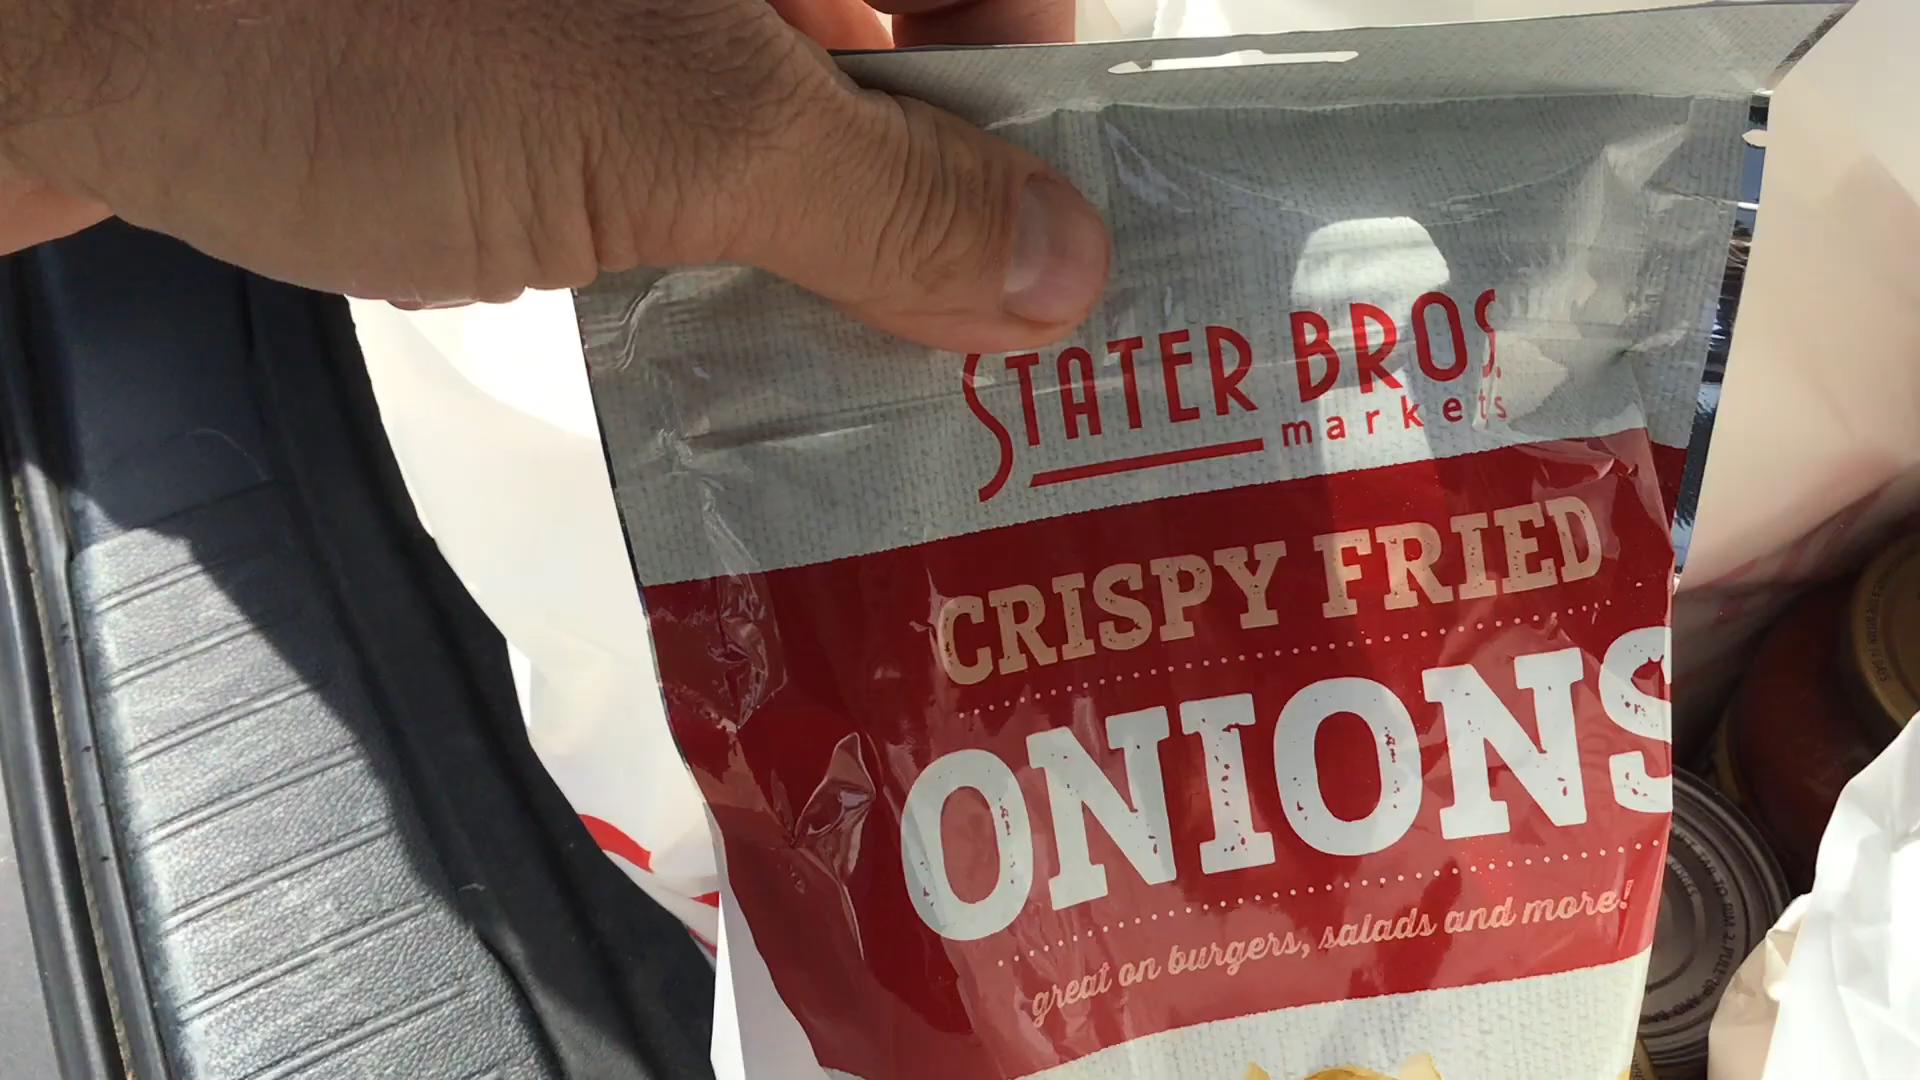 STATER BROS.
markets
CRISPY FRIED
ONIONS
great on burgers, salads and more!